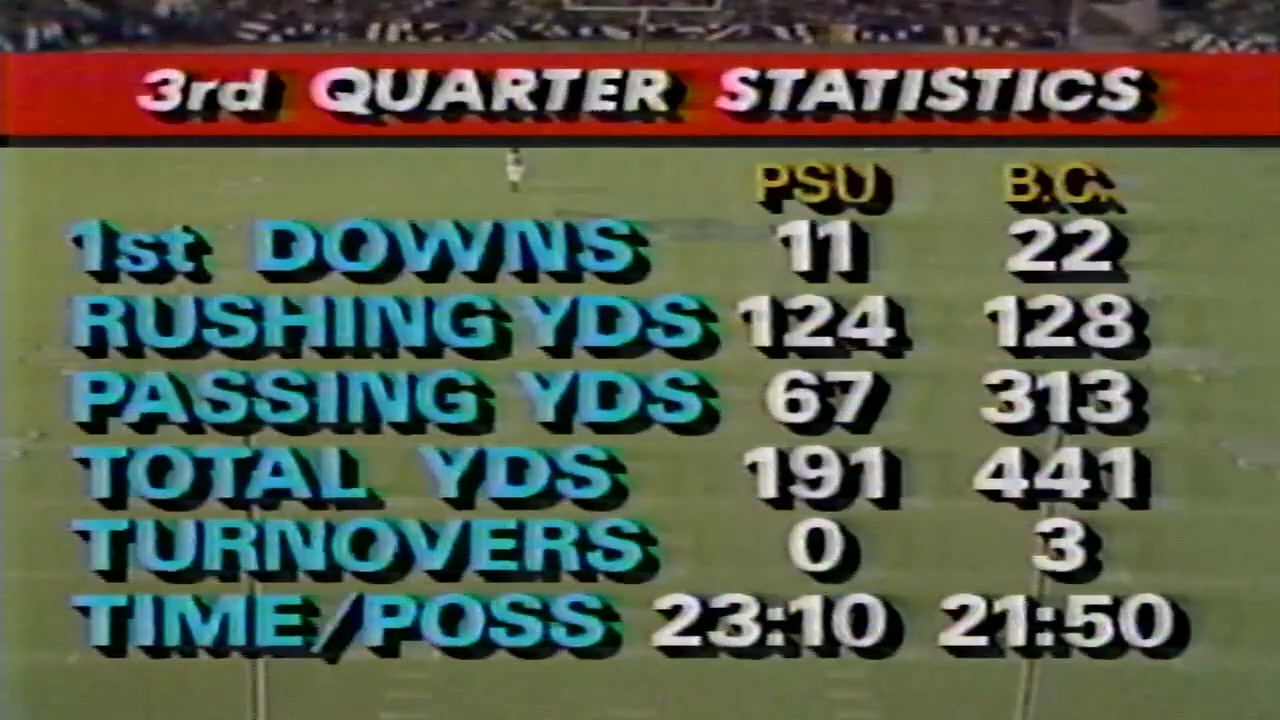 3rd QUARTER STATISTICS
PSU B.C.
1st DOWNS 11 22
RUSHING YDS 124 128
PASSING YDS 67 313
TOTAL YDS 191 441
TURNOVERS 0 3
TIME/POSS 23:10 21:50